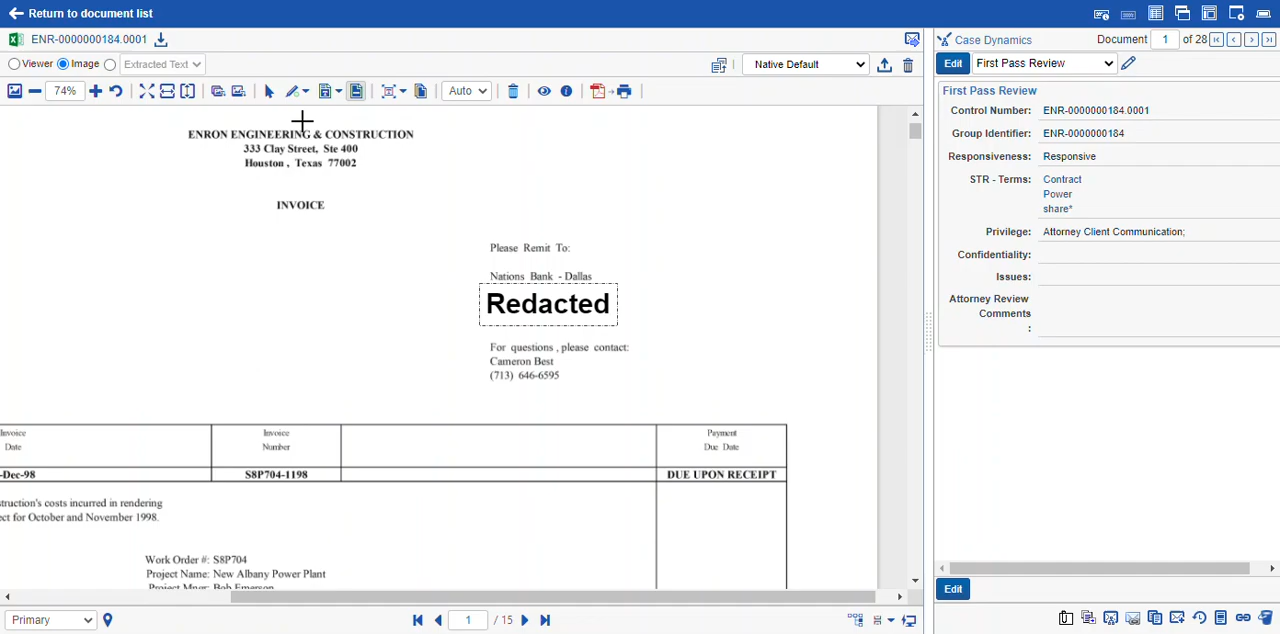 Return to document list
ENR-0000000184.0001
Case Dynamics
Document 1 of 28
Viewer Image Extracted Text
Native Default
Edit First Pass Review
74%
Auto
First Pass Review
Control Number: ENR-0000000184.0001
Group Identifier: ENR-0000000184
Responsiveness: Responsive
STR - Terms: Contract
Power
share*
Privilege: Attorney Client Communication;
Confidentiality:
Issues:
Attorney Review
Comments
:
Edit
ENRON ENGINEERING & CONSTRUCTION
333 Clay Street, Ste 400
Houston , Texas 77002
INVOICE
Please Remit To:
Nations Bank - Dallas
Redacted
For questions , please contact:
Cameron Best
(713) 646-6595
Invoice
Date
Invoice
Number
Payment
Due Date
-Dec-98 S8P704-1198 DUE UPON RECEIPT
struction's costs incurred in rendering
ect for October and November 1998.
Work Order #: S8P704
Project Name: New Albany Power Plant
Project Mngr: Bob Emerson
Primary
1 / 15